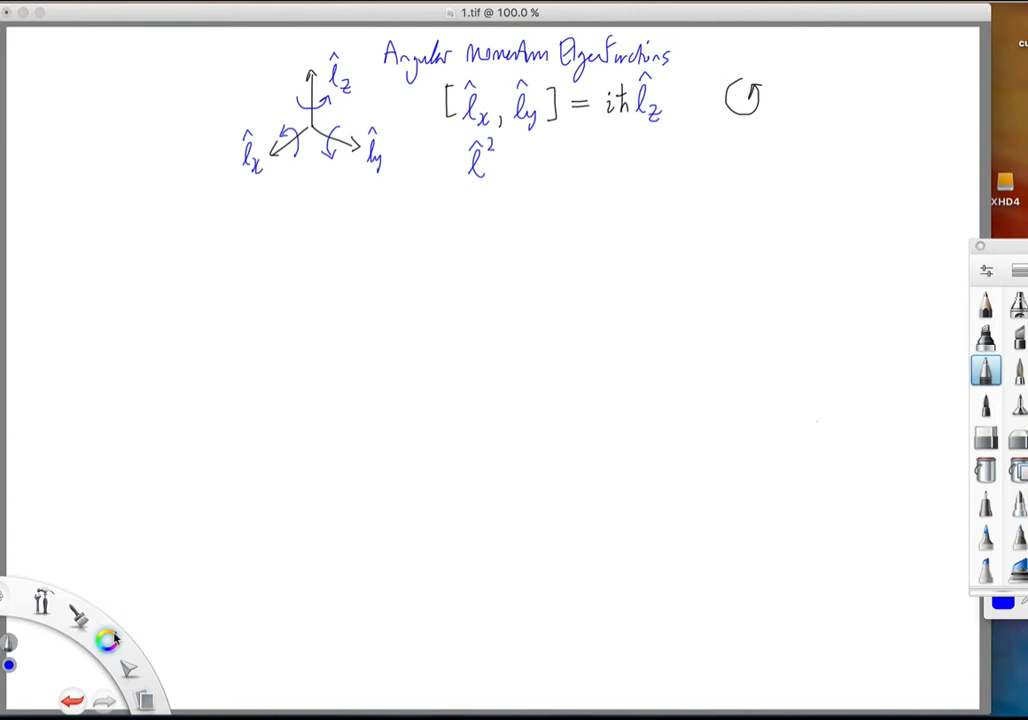 1.tif @ 100.0 %
Angular Momentum Eigenfunctions
l̂z
[l̂x, l̂y] = iħl̂z
l̂x
l̂y
l̂²
XHD4